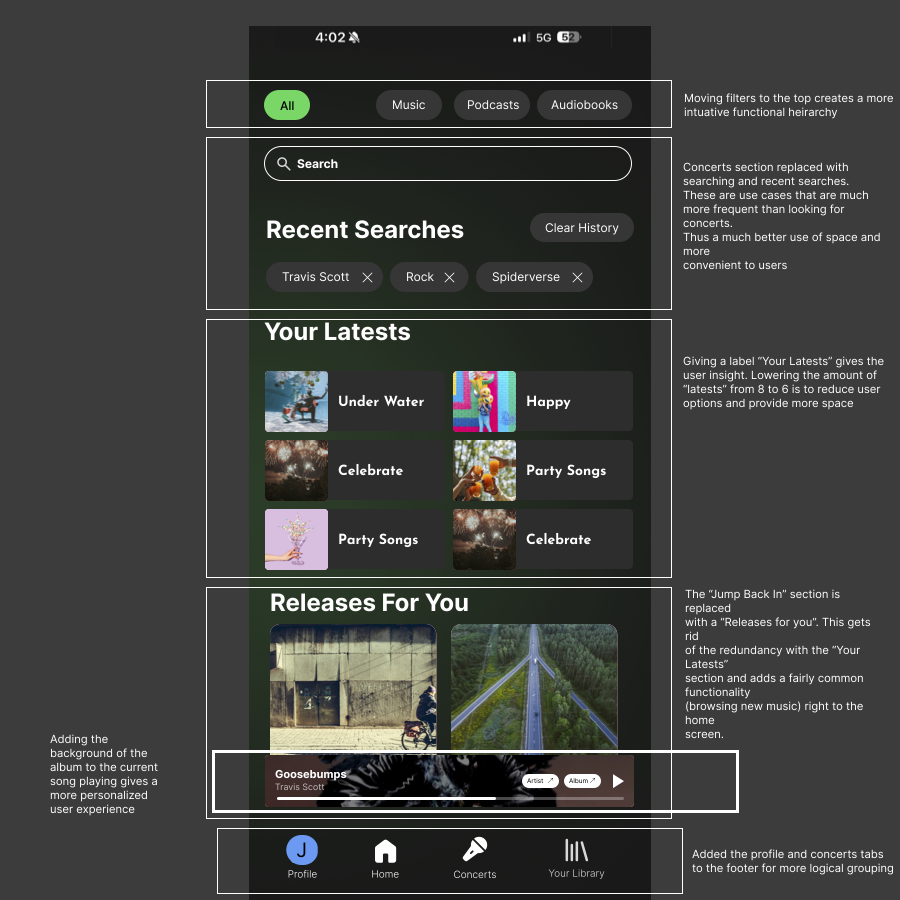 4:02
5G
52
All
Music
Podcasts
Audiobooks
Moving filters to the top creates a more
intuative functional heirarchy
Search
Concerts section replaced with
searching and recent searches.
These are use cases that are much
more frequent than looking for
concerts.
Thus a much better use of space and
more
convenient to users
Recent Searches
Clear History
Travis Scott
Rock
Spiderverse
Your Latests
Giving a label “Your Latests” gives the
user insight. Lowering the amount of
“latests” from 8 to 6 is to reduce user
options and provide more space
Under Water
Happy
Celebrate
Party Songs
Party Songs
Celebrate
Releases For You
The “Jump Back In” section is
replaced
with a “Releases for you”. This gets
rid
of the redundancy with the “Your
Latests”
section and adds a fairly common
functionality
(browsing new music) right to the
home
screen.
Adding the
background of the
album to the current
song playing gives a
more personalized
user experience
Goosebumps
Travis Scott
Artist
Album
J
Profile
Home
Concerts
Your Library
Added the profile and concerts tabs
to the footer for more logical grouping